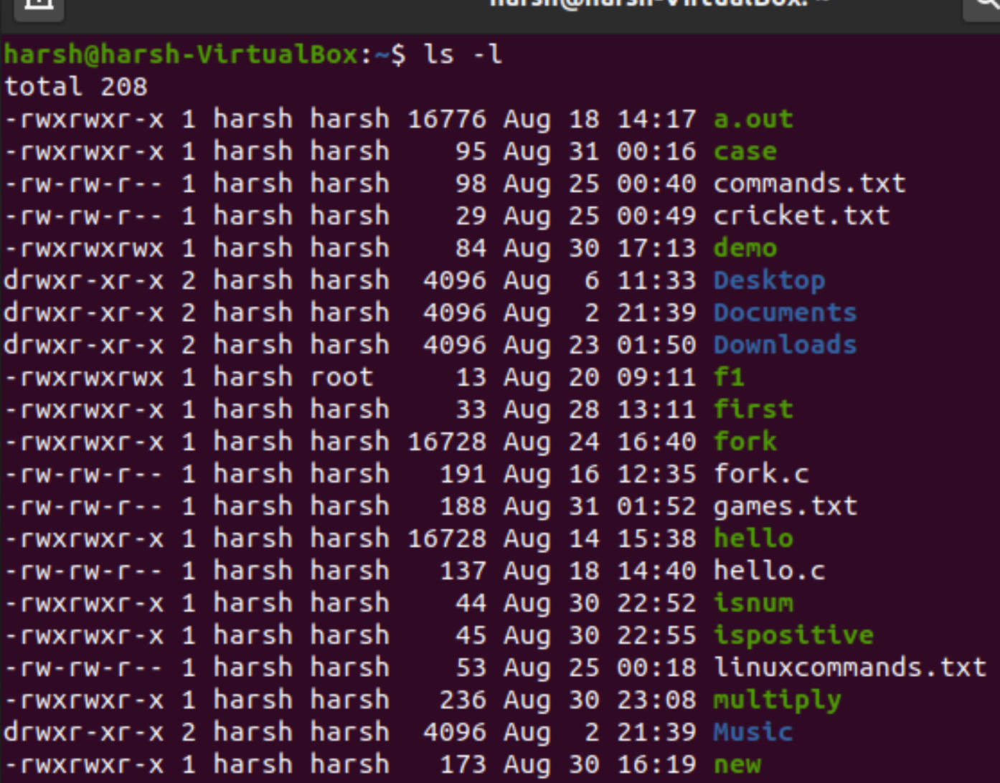 harsh@harsh-VirtualBox: ~
harsh@harsh-VirtualBox:~$ ls -l
total 208
-rwxrwxr-x 1 harsh harsh 16776 Aug 18 14:17 a.out
-rwxrwxr-x 1 harsh harsh    95 Aug 31 00:16 case
-rw-rw-r-- 1 harsh harsh    98 Aug 25 00:40 commands.txt
-rw-rw-r-- 1 harsh harsh    29 Aug 25 00:49 cricket.txt
-rwxrwxrwx 1 harsh harsh    84 Aug 30 17:13 demo
drwxr-xr-x 2 harsh harsh  4096 Aug  6 11:33 Desktop
drwxr-xr-x 2 harsh harsh  4096 Aug  2 21:39 Documents
drwxr-xr-x 2 harsh harsh  4096 Aug 23 01:50 Downloads
-rwxrwxrwx 1 harsh root     13 Aug 20 09:11 f1
-rwxrwxr-x 1 harsh harsh    33 Aug 28 13:11 first
-rwxrwxr-x 1 harsh harsh 16728 Aug 24 16:40 fork
-rw-rw-r-- 1 harsh harsh   191 Aug 16 12:35 fork.c
-rw-rw-r-- 1 harsh harsh   188 Aug 31 01:52 games.txt
-rwxrwxr-x 1 harsh harsh 16728 Aug 14 15:38 hello
-rw-rw-r-- 1 harsh harsh   137 Aug 18 14:40 hello.c
-rwxrwxr-x 1 harsh harsh    44 Aug 30 22:52 isnum
-rwxrwxr-x 1 harsh harsh    45 Aug 30 22:55 ispositive
-rw-rw-r-- 1 harsh harsh    53 Aug 25 00:18 linuxcommands.txt
-rwxrwxr-x 1 harsh harsh   236 Aug 30 23:08 multiply
drwxr-xr-x 2 harsh harsh  4096 Aug  2 21:39 Music
-rwxrwxr-x 1 harsh harsh   173 Aug 30 16:19 new